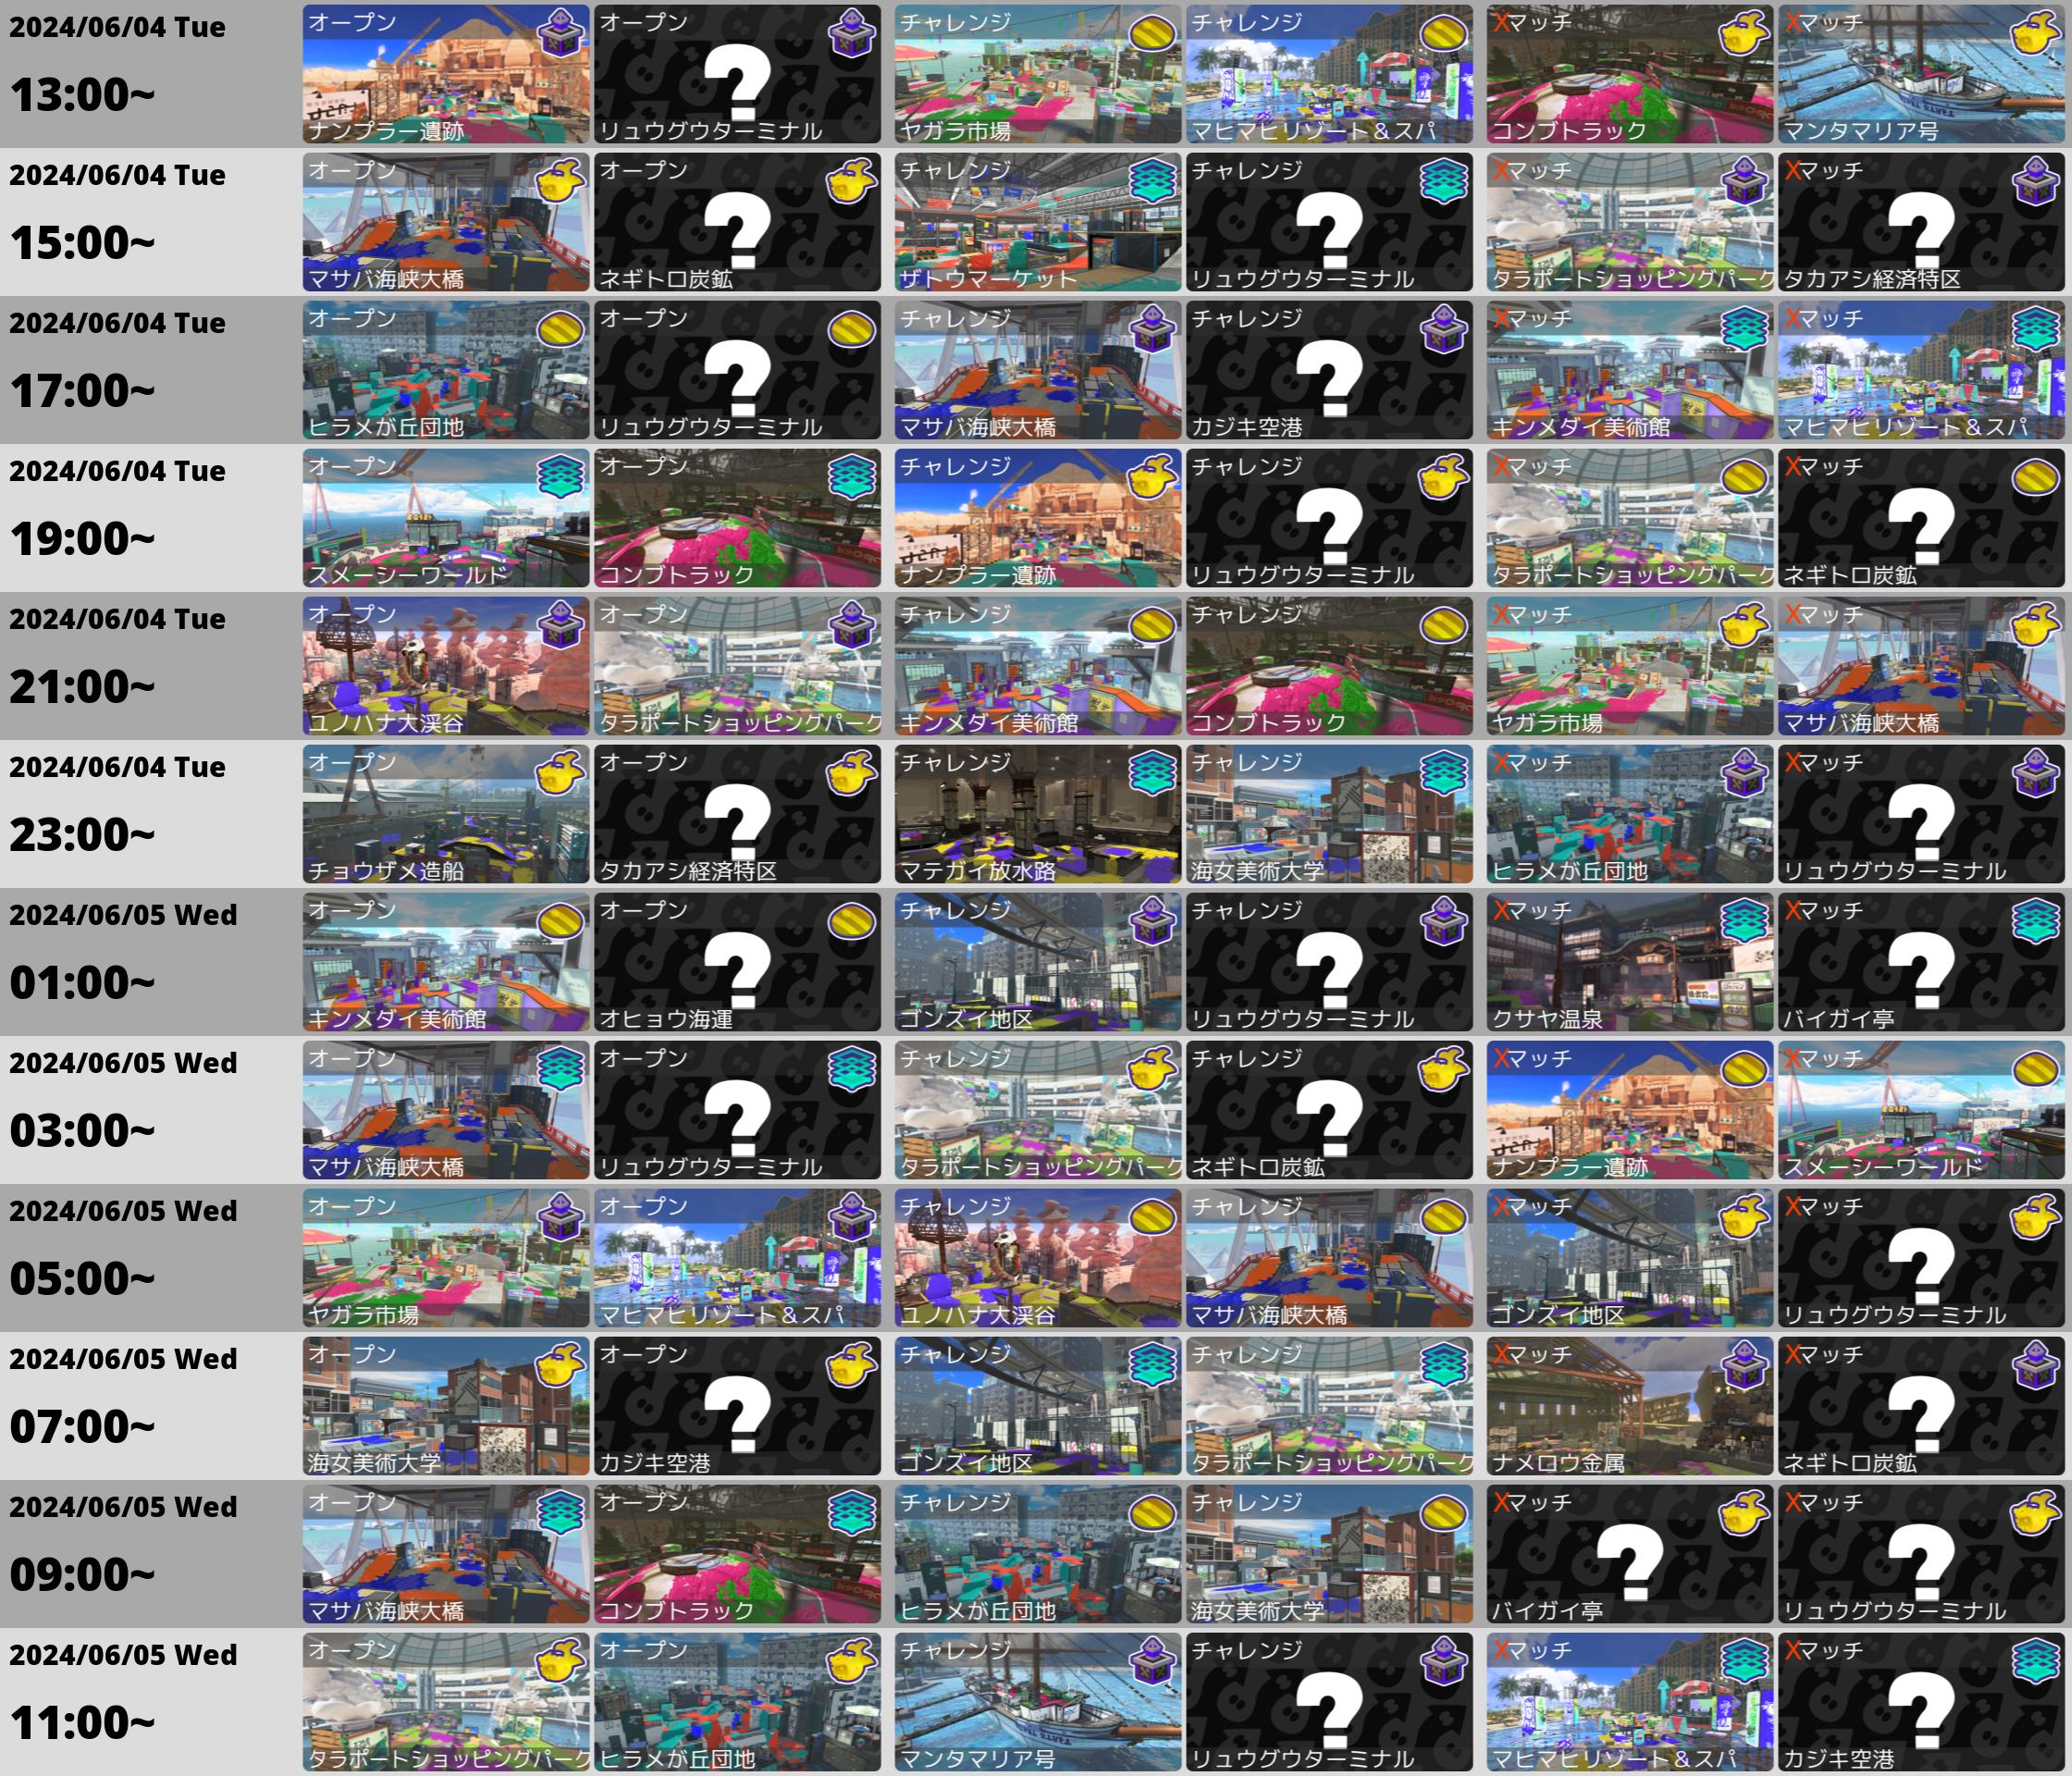 2024/06/04 Tue
13:00~
オープン
ナンプラー遺跡
オープン
?
リュウグウターミナル
チャレンジ
ヤガラ市場
チャレンジ
マヒマヒリゾート＆スパ
Xマッチ
コンブトラック
Xマッチ
マンタマリア号
2024/06/04 Tue
15:00~
オープン
マサバ海峡大橋
オープン
?
ネギトロ炭鉱
チャレンジ
ザトウマーケット
チャレンジ
?
リュウグウターミナル
Xマッチ
タラポートショッピングパーク
Xマッチ
?
タカアシ経済特区
2024/06/04 Tue
17:00~
オープン
ヒラメが丘団地
オープン
?
リュウグウターミナル
チャレンジ
マサバ海峡大橋
チャレンジ
?
カジキ空港
Xマッチ
キンメダイ美術館
Xマッチ
マヒマヒリゾート＆スパ
2024/06/04 Tue
19:00~
オープン
スメーシーワールド
オープン
コンブトラック
チャレンジ
ナンプラー遺跡
チャレンジ
?
リュウグウターミナル
Xマッチ
タラポートショッピングパーク
Xマッチ
?
ネギトロ炭鉱
2024/06/04 Tue
21:00~
オープン
ユノハナ大渓谷
オープン
タラポートショッピングパーク
チャレンジ
キンメダイ美術館
チャレンジ
コンブトラック
Xマッチ
ヤガラ市場
Xマッチ
マサバ海峡大橋
2024/06/04 Tue
23:00~
オープン
チョウザメ造船
オープン
?
タカアシ経済特区
チャレンジ
マテガイ放水路
チャレンジ
海女美術大学
Xマッチ
ヒラメが丘団地
Xマッチ
?
リュウグウターミナル
2024/06/05 Wed
01:00~
オープン
キンメダイ美術館
オープン
?
オヒョウ海運
チャレンジ
ゴンズイ地区
チャレンジ
?
リュウグウターミナル
Xマッチ
クサヤ温泉
Xマッチ
?
バイガイ亭
2024/06/05 Wed
03:00~
オープン
マサバ海峡大橋
オープン
?
リュウグウターミナル
チャレンジ
タラポートショッピングパーク
チャレンジ
?
ネギトロ炭鉱
Xマッチ
ナンプラー遺跡
Xマッチ
スメーシーワールド
2024/06/05 Wed
05:00~
オープン
ヤガラ市場
オープン
マヒマヒリゾート＆スパ
チャレンジ
ユノハナ大渓谷
チャレンジ
マサバ海峡大橋
Xマッチ
ゴンズイ地区
Xマッチ
?
リュウグウターミナル
2024/06/05 Wed
07:00~
オープン
海女美術大学
オープン
?
カジキ空港
チャレンジ
ゴンズイ地区
チャレンジ
タラポートショッピングパーク
Xマッチ
ナメロウ金属
Xマッチ
?
ネギトロ炭鉱
2024/06/05 Wed
09:00~
オープン
マサバ海峡大橋
オープン
コンブトラック
チャレンジ
ヒラメが丘団地
チャレンジ
海女美術大学
Xマッチ
?
バイガイ亭
Xマッチ
?
リュウグウターミナル
2024/06/05 Wed
11:00~
オープン
タラポートショッピングパーク
オープン
ヒラメが丘団地
チャレンジ
マンタマリア号
チャレンジ
?
リュウグウターミナル
Xマッチ
マヒマヒリゾート＆スパ
Xマッチ
?
カジキ空港